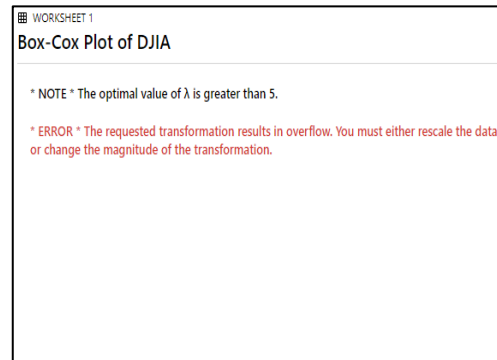 WORKSHEET 1
Box-Cox Plot of DJIA
* NOTE * The optimal value of λ is greater than 5.
* ERROR * The requested transformation results in overflow. You must either rescale the data
or change the magnitude of the transformation.